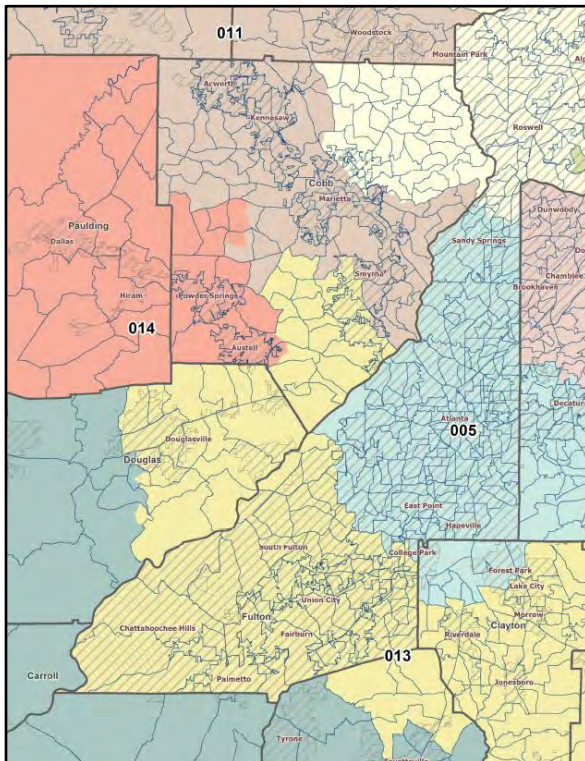 011
Woodstock
Mountain Park
Acworth
Roswell
Kennesaw
Cobb
Marietta
Dunwoody
Paulding
Sandy Springs
Dallas
Chamblee
Brookhaven
Smyrna
Hiram
Powder Springs
014
Austell
Decatur
Atlanta
005
Douglasville
Douglas
East Point
Hapeville
South Fulton
College Park
Forest Park
Lake City
Union City
Morrow
Chattahoochee Hills
Fulton
Clayton
Fairburn
Riverdale
013
Carroll
Palmetto
Jonesboro
Tyrone